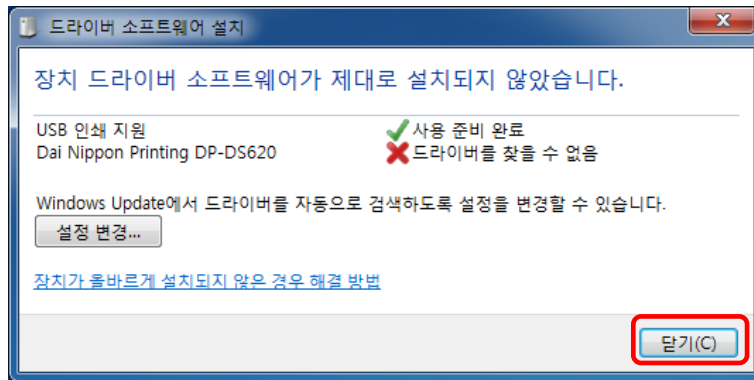 드라이버 소프트웨어 설치
장치 드라이버 소프트웨어가 제대로 설치되지 않았습니다.
USB 인쇄 지원 사용 준비 완료
Dai Nippon Printing DP-DS620 드라이버를 찾을 수 없음
Windows Update에서 드라이버를 자동으로 검색하도록 설정을 변경할 수 있습니다.
설정 변경...
장치가 올바르게 설치되지 않은 경우 해결 방법
닫기(C)